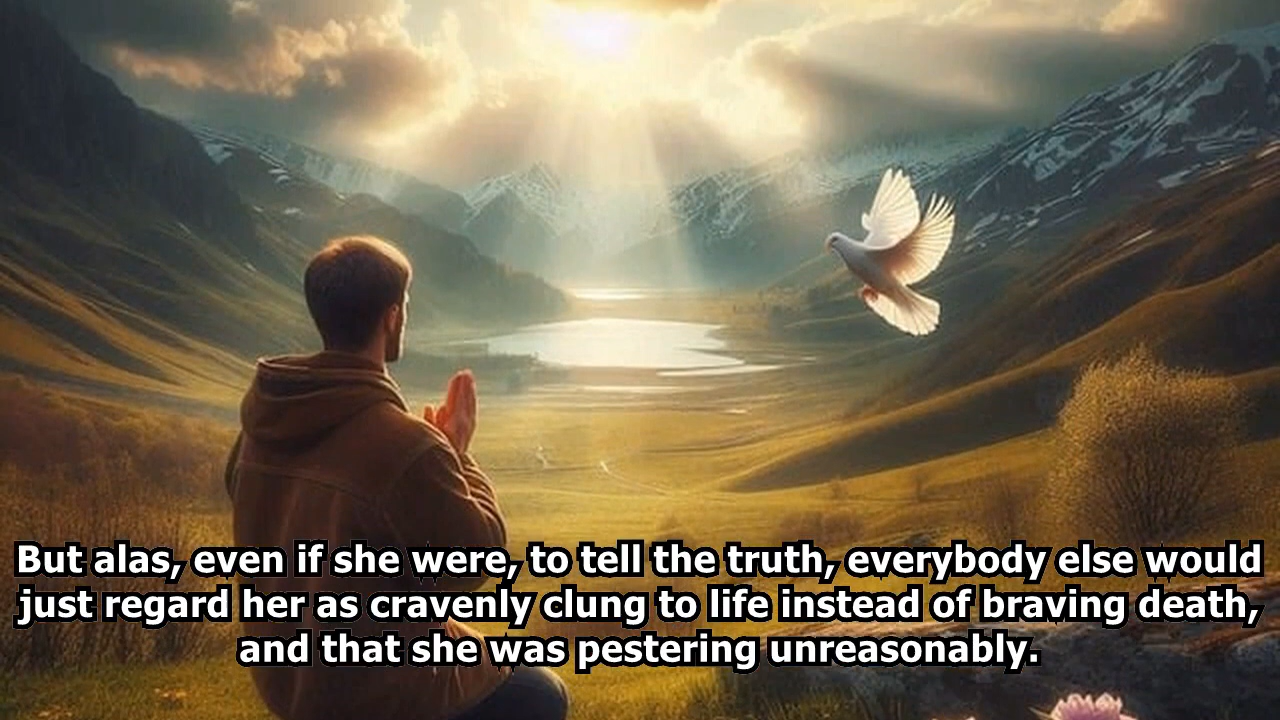 But alas, even if she were, to tell the truth, everybody else would
just regard her as cravenly clung to life instead of braving death,
and that she was pestering unreasonably.